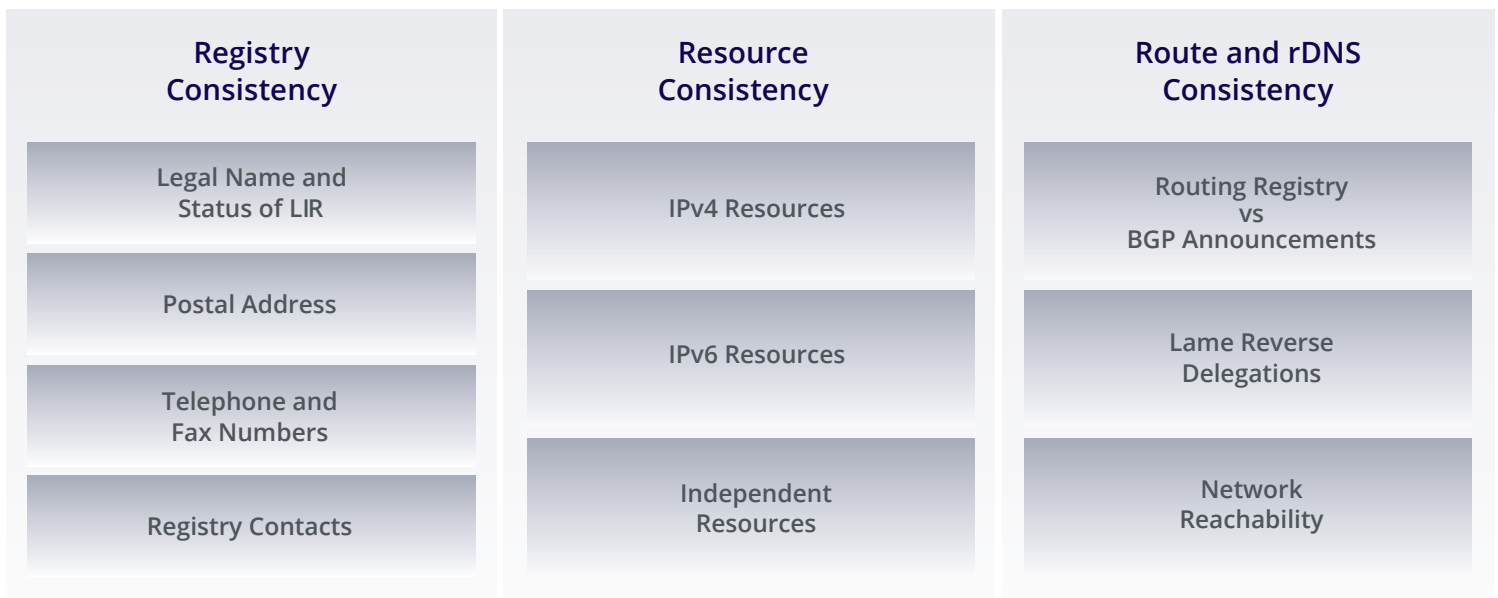 Registry
Consistency
Legal Name and
Status of LIR
Postal Address
Telephone and
Fax Numbers
Registry Contacts
Resource
Consistency
IPv4 Resources
IPv6 Resources
Independent
Resources
Route and rDNS
Consistency
Routing Registry
vs
BGP Announcements
Lame Reverse
Delegations
Network
Reachability